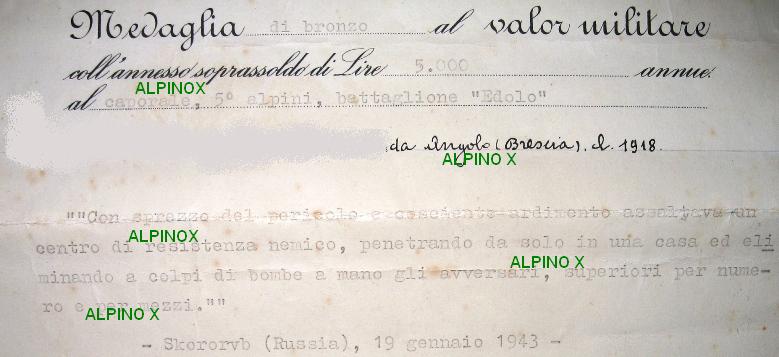 Medaglia di bronzo al valor militare
coll'annesso soprassoldo di Lire 5.000 annue.
ALPINOX
al caporale, 5º alpini, battaglione "Edolo"
da Angolo (Brescia), cl. 1918.
ALPINO X
""Con sprezzo del pericolo e cosciente ardimento assaltava un
ALPINOX
centro di resistenza nemico, penetrando da solo in una casa ed eli
ALPINO X
minando a colpi di bombe a mano gli avversari, superiori per nume-
ro e per mezzi.""
ALPINO X
- Skororvb (Russia), 19 gennaio 1943 -